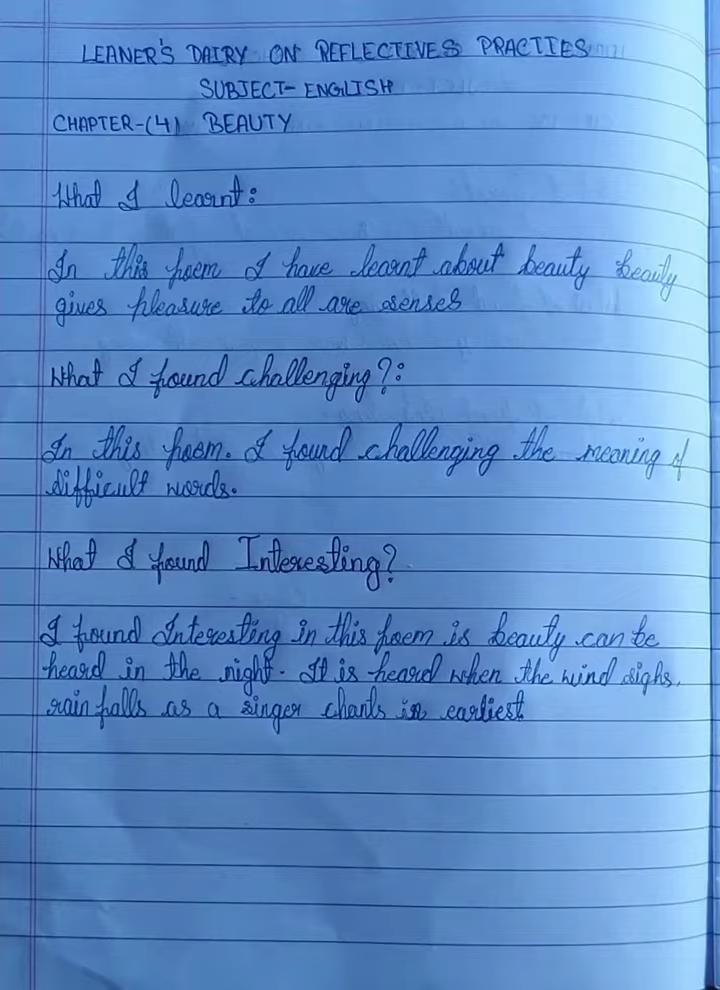 LEANER'S DAIRY ON REFLECTIVES PRACTIES
SUBJECT- ENGLISH
CHAPTER-(4) BEAUTY
What I learnt:
In this poem I have learnt about beauty beauty
gives pleasure to all are senses
What I found challenging?:
In this poem. I found challenging the meaning of
difficult words.
What I found Interesting?
I found Interesting in this poem is beauty can be
heard in the night. It is heard when the wind sighs,
rain falls as a singer chants in earliest